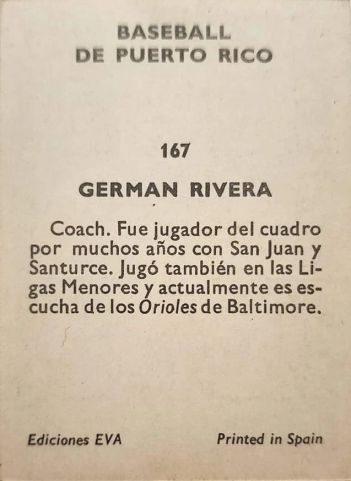 BASEBALL
DE PUERTO RICO
167
GERMAN RIVERA
Coach. Fue jugador del cuadro
por muchos años con San Juan y
Santurce. Jugó también en las Li-
gas Menores y actualmente es es-
cucha de los Orioles de Baltimore.
Ediciones EVA Printed in Spain